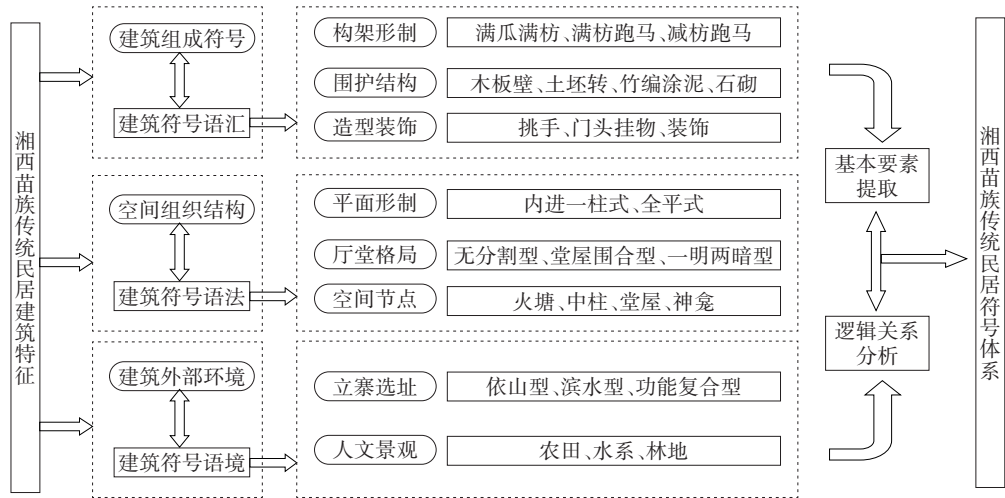 湘西苗族传统民居建筑特征
建筑组成符号
建筑符号语汇
构架形制
满瓜满枋、满枋跑马、减枋跑马
围护结构
木板壁、土坯转、竹编涂泥、石砌
造型装饰
挑手、门头挂物、装饰
空间组织结构
建筑符号语法
平面形制
内进一柱式、全平式
厅堂格局
无分割型、堂屋围合型、一明两暗型
空间节点
火塘、中柱、堂屋、神龛
建筑外部环境
建筑符号语境
立寨选址
依山型、滨水型、功能复合型
人文景观
农田、水系、林地
基本要素
提取
逻辑关系
分析
湘西苗族传统民居符号体系